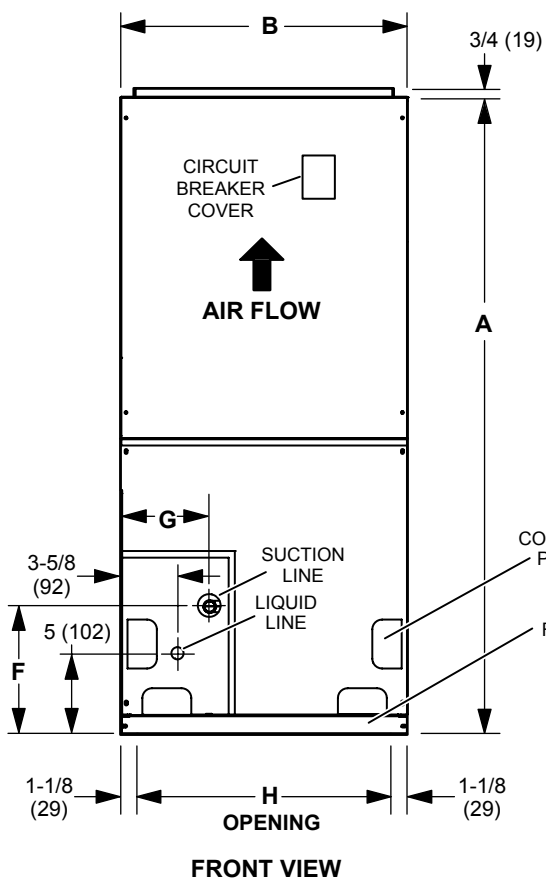 B
3/4 (19)
CIRCUIT
BREAKER
COVER
AIR FLOW
A
G
3-5/8
(92)
SUCTION
LINE
LIQUID
LINE
5 (102)
F
CO
P
F
1-1/8
(29)
H
OPENING
1-1/8
(29)
FRONT VIEW